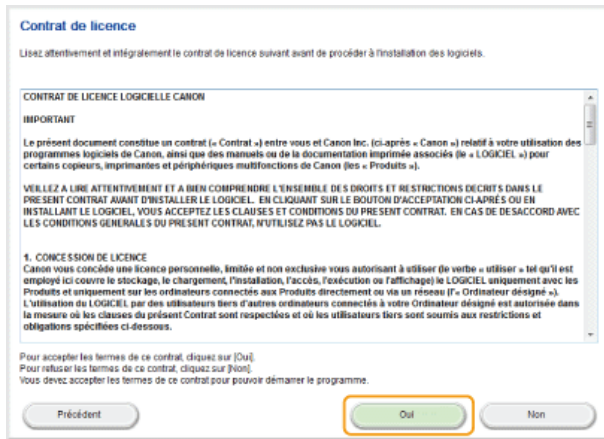 Contrat de licence
Lisez attentivement et intégralement le contrat de licence suivant avant de procéder à l'installation des logiciels.
CONTRAT DE LICENCE LOGICIELLE CANON
IMPORTANT
Le présent document constitue un contrat (« Contrat ») entre vous et Canon Inc. (ci-après « Canon ») relatif à votre utilisation des
programmes logiciels de Canon, ainsi que des manuels ou de la documentation imprimée associés (le « LOGICIEL ») pour
certains copieurs, imprimantes et périphériques multifonctions de Canon (les « Produits »).
VEILLEZ A LIRE ATTENTIVEMENT ET A BIEN COMPRENDRE L'ENSEMBLE DES DROITS ET RESTRICTIONS DECRITS DANS LE
PRESENT CONTRAT AVANT D'INSTALLER LE LOGICIEL. EN CLIQUANT SUR LE BOUTON D'ACCEPTATION CI-APRÈS OU EN
INSTALLANT LE LOGICIEL, VOUS ACCEPTEZ LES CLAUSES ET CONDITIONS DU PRESENT CONTRAT. EN CAS DE DESACCORD AVEC
LES CONDITIONS GENERALES DU PRESENT CONTRAT, N'UTILISEZ PAS LE LOGICIEL.
1. CONCESSION DE LICENCE
Canon vous concède une licence personnelle, limitée et non exclusive vous autorisant à utiliser (le verbe « utiliser » tel qu'il est
employé ici couvre le stockage, le chargement, l'installation, l'accès, l'exécution ou l'affichage) le LOGICIEL uniquement avec les
Produits et uniquement sur les ordinateurs connectés aux Produits directement ou via un réseau (l'« Ordinateur désigné »).
L'utilisation du LOGICIEL par des utilisateurs tiers d'autres ordinateurs connectés à votre Ordinateur désigné est autorisée dans
la mesure où les clauses du présent Contrat sont respectées et où les utilisateurs tiers sont soumis aux restrictions et
obligations spécifiées ci-dessous.
Pour accepter les termes de ce contrat, cliquez sur [Oui].
Pour refuser les termes de ce contrat, cliquez sur [Non].
Vous devez accepter les termes de ce contrat pour pouvoir démarrer le programme.
Précédent Oui Non